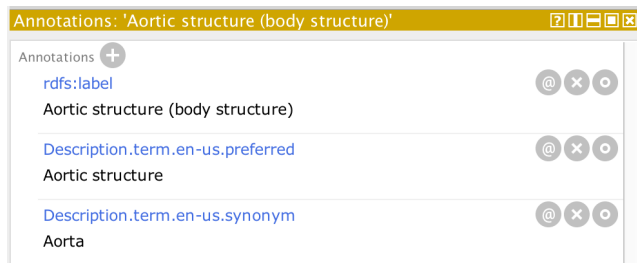 Annotations: 'Aortic structure (body structure)'
Annotations
rdfs:label
@
Aortic structure (body structure)
Description.term.en-us.preferred
@
Aortic structure
Description.term.en-us.synonym
@
Aorta